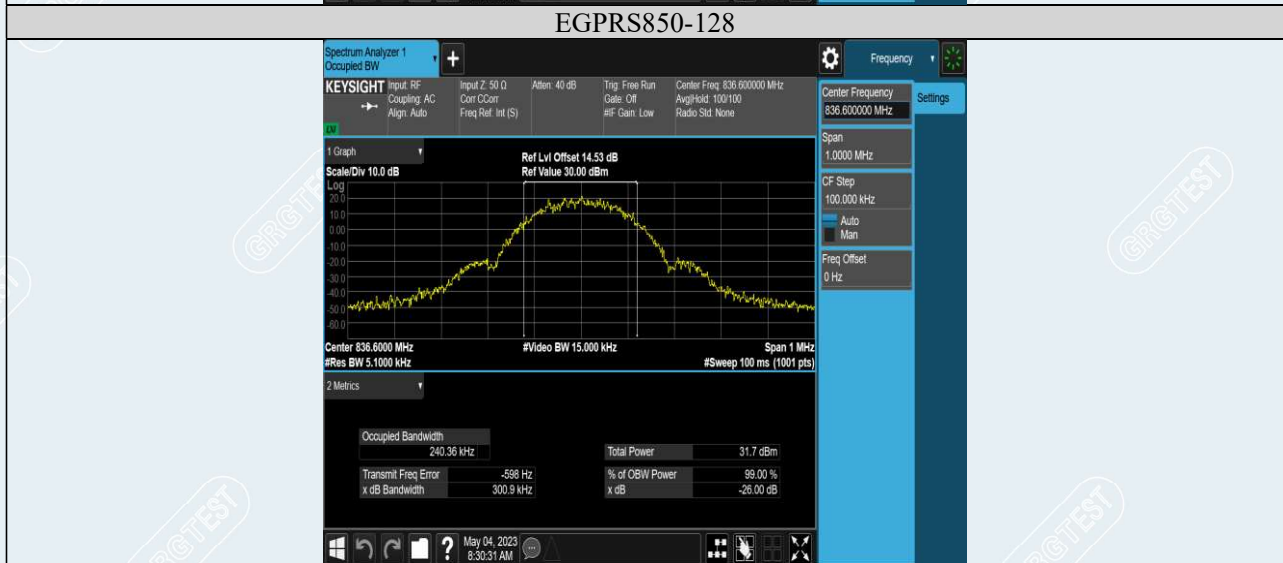 EGPRS850-128
Spectrum Analyzer 1
Occupied BW
+
Frequency
KEYSIGHT
Input: RF
Coupling: AC
Align: Auto
Input Z: 50 Ω
Corr CCorr
Freq Ref: Int (S)
Atten: 40 dB
Trig: Free Run
Gate: Off
#IF Gain: Low
Center Freq: 836.600000 MHz
Avg|Hold: 100/100
Radio Std: None
Center Frequency
836.600000 MHz
Settings
Span
1.0000 MHz
CF Step
100.000 kHz
Auto
Man
Freq Offset
0 Hz
1 Graph
Scale/Div 10.0 dB
Ref Lvl Offset 14.53 dB
Ref Value 30.00 dBm
Log
20.0
10.0
0.00
-10.0
-20.0
-30.0
-40.0
-50.0
-60.0
Center 836.6000 MHz
#Video BW 15.000 kHz
Span 1 MHz
#Res BW 5.1000 kHz
#Sweep 100 ms (1001 pts)
2 Metrics
Occupied Bandwidth
240.36 kHz
Total Power 31.7 dBm
Transmit Freq Error -598 Hz
% of OBW Power 99.00 %
x dB Bandwidth 300.9 kHz
x dB -26.00 dB
?
May 04, 2023
8:30:31 AM
GRGTEST
GRGTEST
GRGTEST
GRGTEST